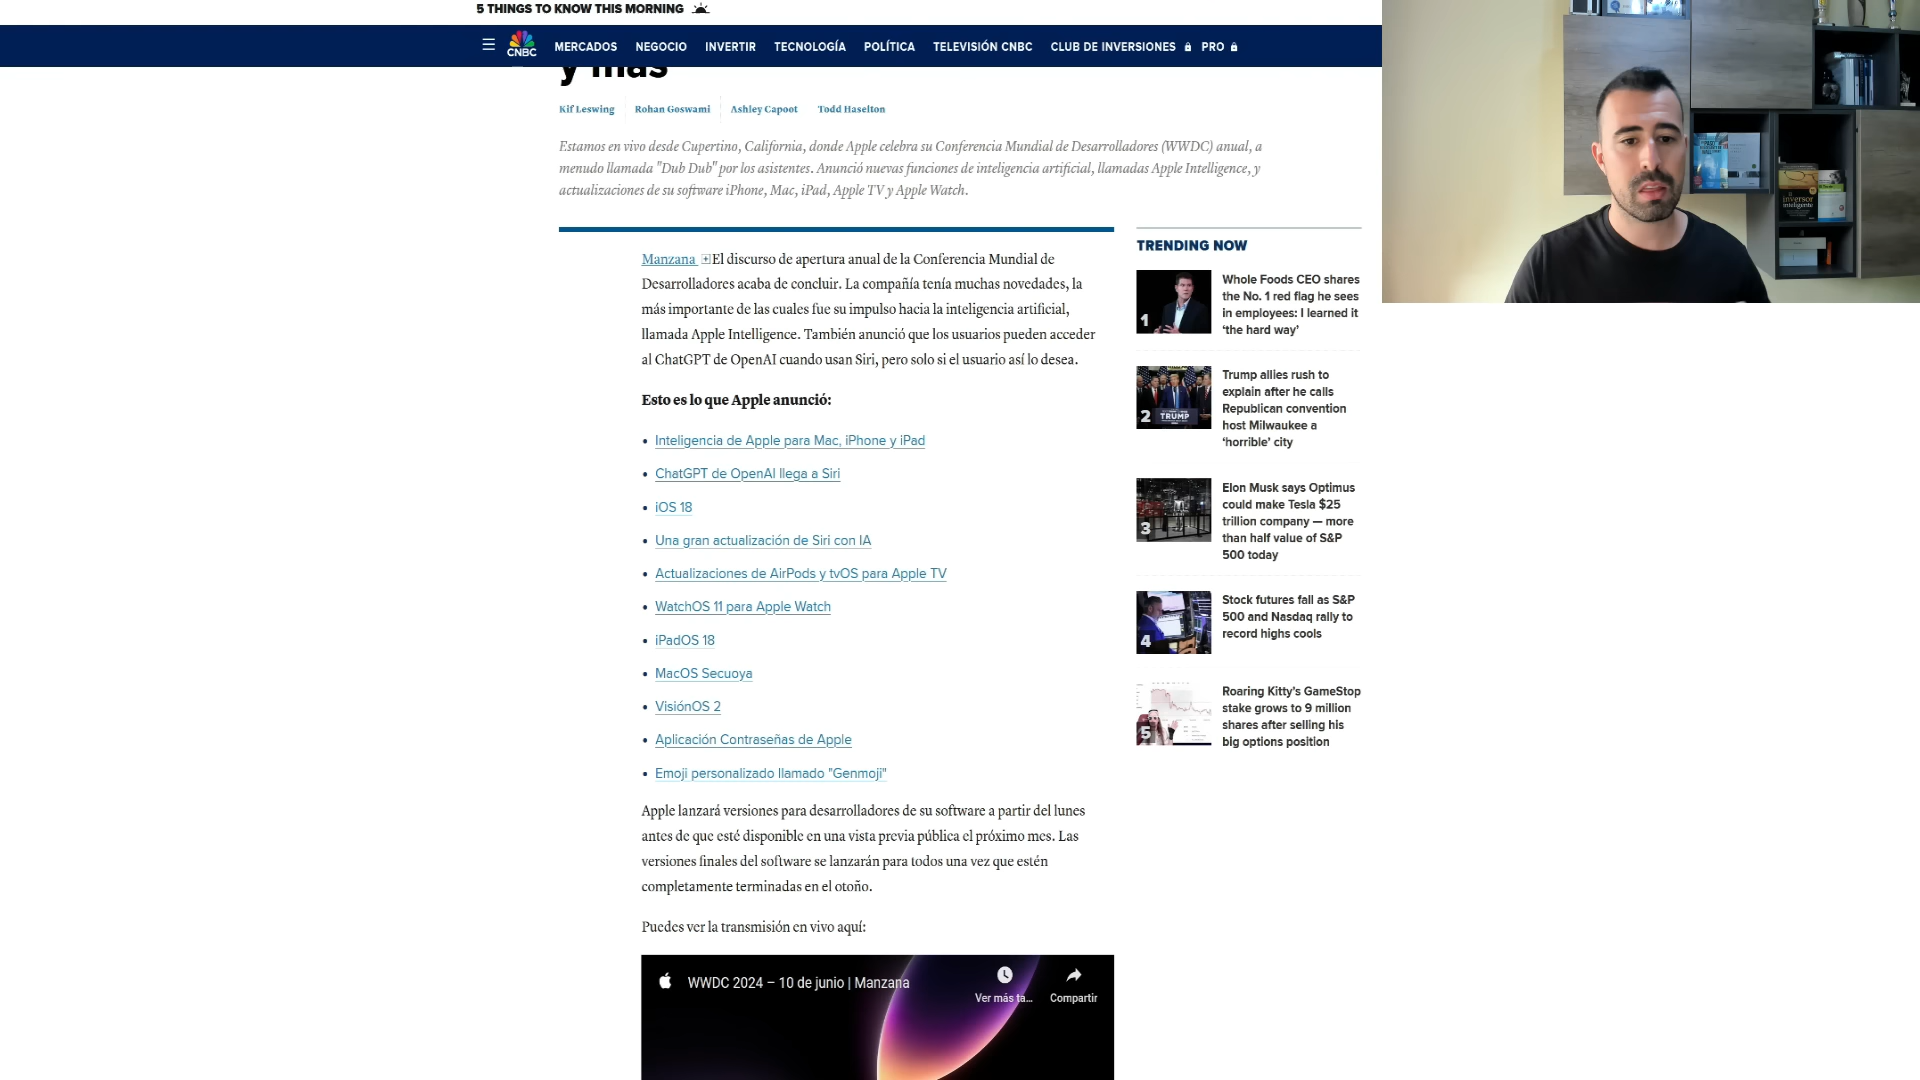 5 THINGS TO KNOW THIS MORNING
CNBC
MERCADOS NEGOCIO INVERTIR TECNOLOGÍA POLÍTICA TELEVISIÓN CNBC CLUB DE INVERSIONES PRO
y más
Kif Leswing Rohan Goswami Ashley Capoot Todd Haselton
Estamos en vivo desde Cupertino, California, donde Apple celebra su Conferencia Mundial de Desarrolladores (WWDC) anual, a
menudo llamada "Dub Dub" por los asistentes. Anunció nuevas funciones de inteligencia artificial, llamadas Apple Intelligence, y
actualizaciones de su software iPhone, Mac, iPad, Apple TV y Apple Watch.
Manzana El discurso de apertura anual de la Conferencia Mundial de
Desarrolladores acaba de concluir. La compañía tenía muchas novedades, la
más importante de las cuales fue su impulso hacia la inteligencia artificial,
llamada Apple Intelligence. También anunció que los usuarios pueden acceder
al ChatGPT de OpenAI cuando usan Siri, pero solo si el usuario así lo desea.
Esto es lo que Apple anunció:
• Inteligencia de Apple para Mac, iPhone y iPad
• ChatGPT de OpenAI llega a Siri
• iOS 18
• Una gran actualización de Siri con IA
• Actualizaciones de AirPods y tvOS para Apple TV
• WatchOS 11 para Apple Watch
• iPadOS 18
• MacOS Secuoya
• VisiónOS 2
• Aplicación Contraseñas de Apple
• Emoji personalizado llamado "Genmoji"
Apple lanzará versiones para desarrolladores de su software a partir del lunes
antes de que esté disponible en una vista previa pública el próximo mes. Las
versiones finales del software se lanzarán para todos una vez que estén
completamente terminadas en el otoño.
Puedes ver la transmisión en vivo aquí:
WWDC 2024 – 10 de junio | Manzana
Ver más ta... Compartir
TRENDING NOW
1
Whole Foods CEO shares
the No. 1 red flag he sees
in employees: I learned it
‘the hard way’
2
TRUMP
Trump allies rush to
explain after he calls
Republican convention
host Milwaukee a
‘horrible’ city
3
Elon Musk says Optimus
could make Tesla $25
trillion company — more
than half value of S&P
500 today
4
Stock futures fall as S&P
500 and Nasdaq rally to
record highs cools
5
Roaring Kitty's GameStop
stake grows to 9 million
shares after selling his
big options position
inversor
inteligente